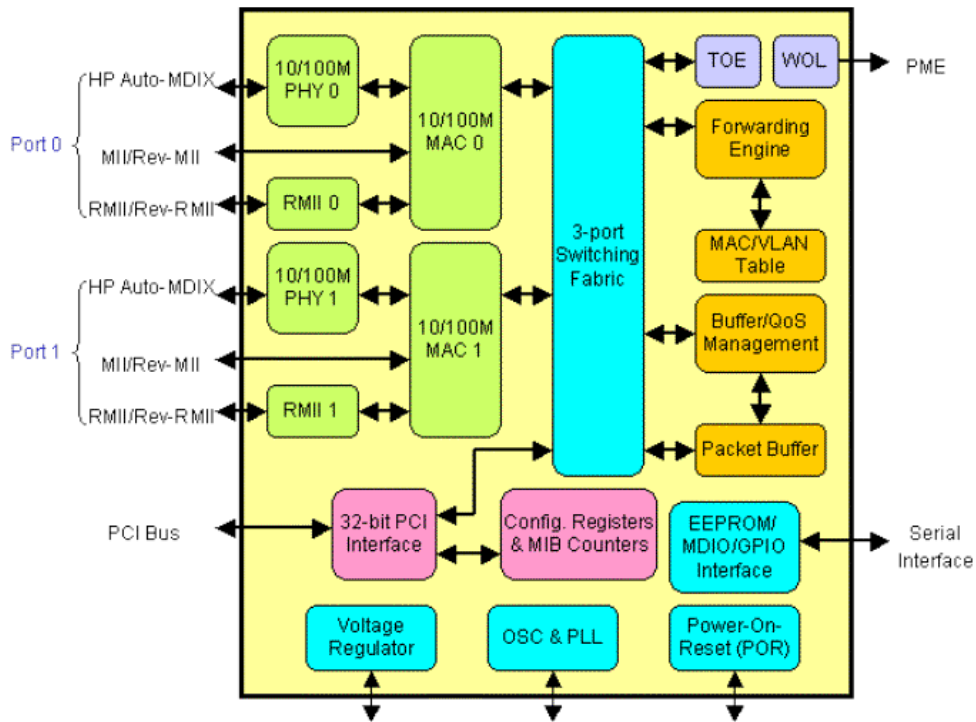 HP Auto-MDIX
Port 0
MII/Rev-MII
RMII/Rev-RMII
10/100M
PHY 0
RMII 0
10/100M
MAC 0
HP Auto-MDIX
Port 1
MII/Rev-MII
RMII/Rev-RMII
10/100M
PHY 1
RMII 1
10/100M
MAC 1
3-port
Switching
Fabric
TOE
WOL
PME
Forwarding
Engine
MAC/VLAN
Table
Buffer/QoS
Management
Packet Buffer
PCI Bus
32-bit PCI
Interface
Config. Registers
& MIB Counters
EEPROM/
MDIO/GPIO
Interface
Serial
Interface
Voltage
Regulator
OSC & PLL
Power-On-
Reset (POR)